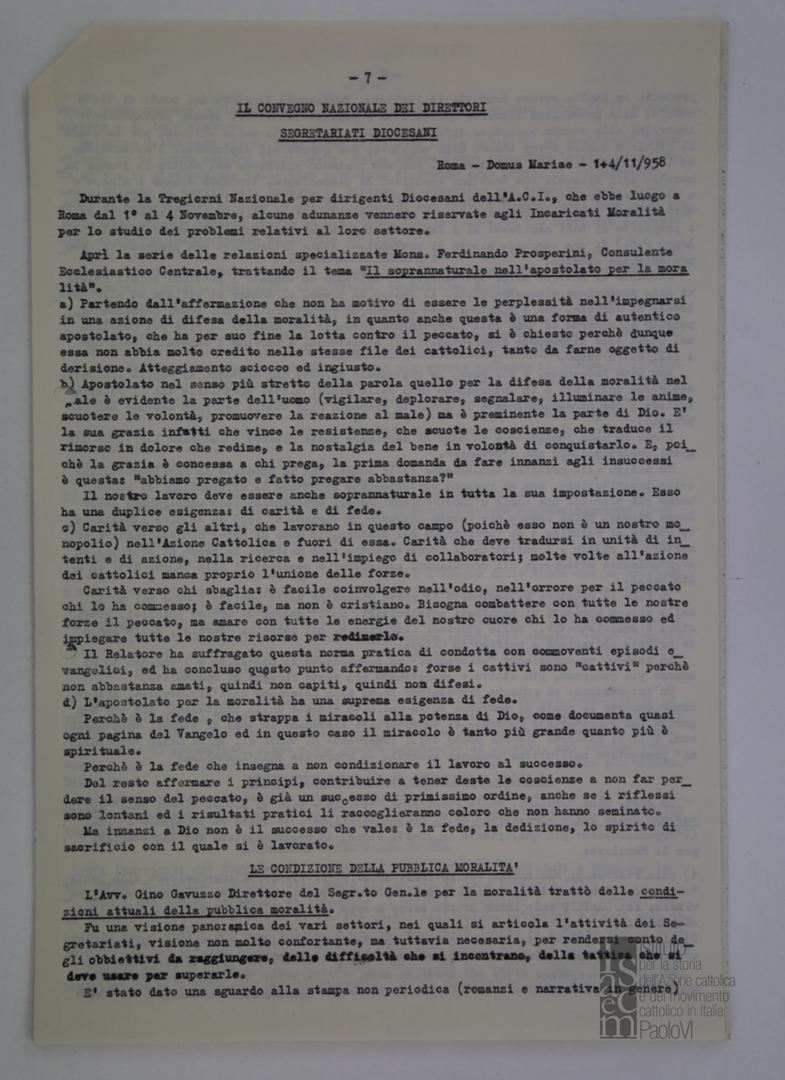 - 7 -
IL CONVEGNO NAZIONALE DEI DIRETTORI
SEGRETARIATI DIOCESANI
Roma - Domus Mariae - 1+4/11/958
Durante la Tregiorni Nazionale per dirigenti Diocesani dell'A.C.I., che ebbe luogo a
Roma dal 1° al 4 Novembre, alcune adunanze vennero riservate agli Incaricati Moralità
per lo studio dei problemi relativi al loro settore.
Aprì la serie delle relazioni specializzate Mons. Ferdinando Prosperini, Consulente
Ecclesiastico Centrale, trattando il tema "Il soprannaturale nell'apostolato per la mora
lità".
a) Partendo dall'affermazione che non ha motivo di essere le perplessità nell'impegnarsi
in una azione di difesa della moralità, in quanto anche questa è una forma di autentico
apostolato, che ha per suo fine la lotta contro il peccato, si è chiesto perchè dunque
essa non abbia molto credito nelle stesse file dei cattolici, tanto da farne oggetto di
derisione. Atteggiamento sciocco ed ingiusto.
b) Apostolato nel senso più stretto della parola quello per la difesa della moralità nel
ale è evidente la parte dell'uomo (vigilare, deplorare, segnalare, illuminare le anime,
scuotere le volontà, promuovere la reazione al male) ma è preminente la parte di Dio. E'
la sua grazia infatti che vince le resistenze, che scuote le coscienze, che traduce il
rimorso in dolore che redime, e la nostalgia del bene in volontà di conquistarlo. E, poi_
chè la grazia è concessa a chi prega, la prima domanda da fare innanzi agli insuccessi
è questa: "abbiamo pregato e fatto pregare abbastanza?"
Il nostro lavoro deve essere anche soprannaturale in tutta la sua impostazione. Esso
ha una duplice esigenza: di carità e di fede.
c) Carità verso gli altri, che lavorano in questo campo (poichè esso non è un nostro mo_
nopolio) nell'Azione Cattolica e fuori di essa. Carità che deve tradursi in unità di in_
tenti e di azione, nella ricerca e nell'impiego di collaboratori; molte volte all'azione
dei cattolici manca proprio l'unione delle forze.
Carità verso chi sbaglia: è facile coinvolgere nell'odio, nell'orrore per il peccato
chi lo ha commesso; è facile, ma non è cristiano. Bisogna combattere con tutte le nostre
forze il peccato, ma amare con tutte le energie del nostro cuore chi lo ha commesso ed
impiegare tutte le nostre risorse per redimerlo.
Il Relatore ha suffragato questa norma pratica di condotta con commoventi episodi e_
vangelici, ed ha concluso questo punto affermando: forse i cattivi sono "cattivi" perchè
non abbastanza amati, quindi non capiti, quindi non difesi.
d) L'apostolato per la moralità ha una suprema esigenza di fede.
Perchè è la fede , che strappa i miracoli alla potenza di Dio, come documenta quasi
ogni pagina del Vangelo ed in questo caso il miracolo è tanto più grande quanto più è
spirituale.
Perchè è la fede che insegna a non condizionare il lavoro al successo.
Del resto affermare i principi, contribuire a tener deste le coscienze a non far per_
dere il senso del peccato, è già un successo di primissimo ordine, anche se i riflessi
sono lontani ed i risultati pratici li raccoglieranno coloro che non hanno seminato.
Ma innanzi a Dio non è il successo che vale: è la fede, la dedizione, lo spirito di
sacrificio con il quale si è lavorato.
LE CONDIZIONE DELLA PUBBLICA MORALITA'
L'Avv. Gino Gavuzzo Direttore del Segr.to Gen.le per la moralità trattò delle condi-
zioni attuali della pubblica moralità.
Fu una visione panoramica dei vari settori, nei quali si articola l'attività dei Se-
gretariati, visione non molto confortante, ma tuttavia necessaria, per rendersi conto de_
gli obbiettivi da raggiungere, delle difficoltà che si incontrano, della tattica che si
deve usare per superarle.
E' stato dato una sguardo alla stampa non periodica (romanzi e narrativa in genere)
per la storia
dell'Azione cattolica
e del movimento
cattolico in Italia
PaoloVI